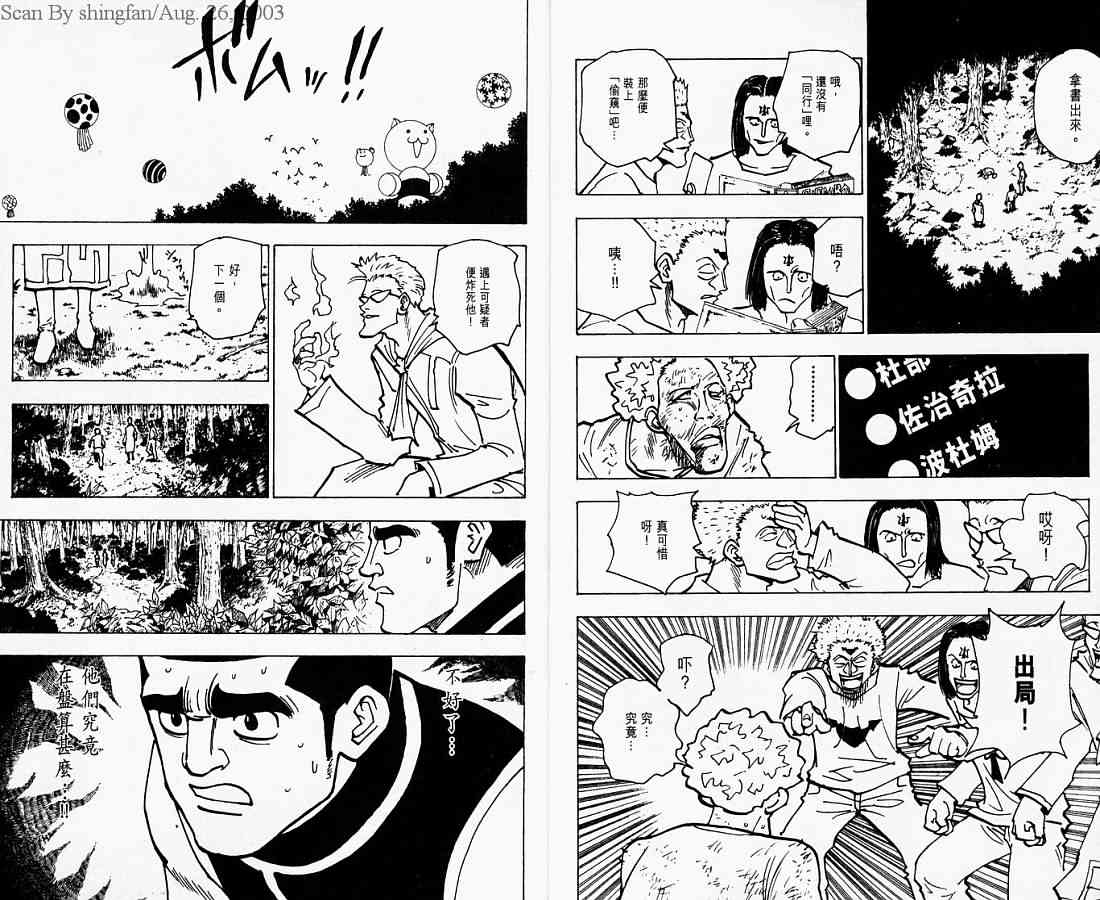 Scan By shingfan/Aug. 26, 2003
拿書出來。
哦，
還沒有
「同行」哩。
那麼便
裝上
「偷窺」吧…
唔？
咦…!!
杜部
佐治奇拉
波杜姆
…………
哎呀！
真可惜
呀！
出局！
吓？
究…
究竟…
ボムッ!!
遇上可疑者
便炸死他！
好，
下一個。
不好了…
他們究竟
在盤算甚麼…!!